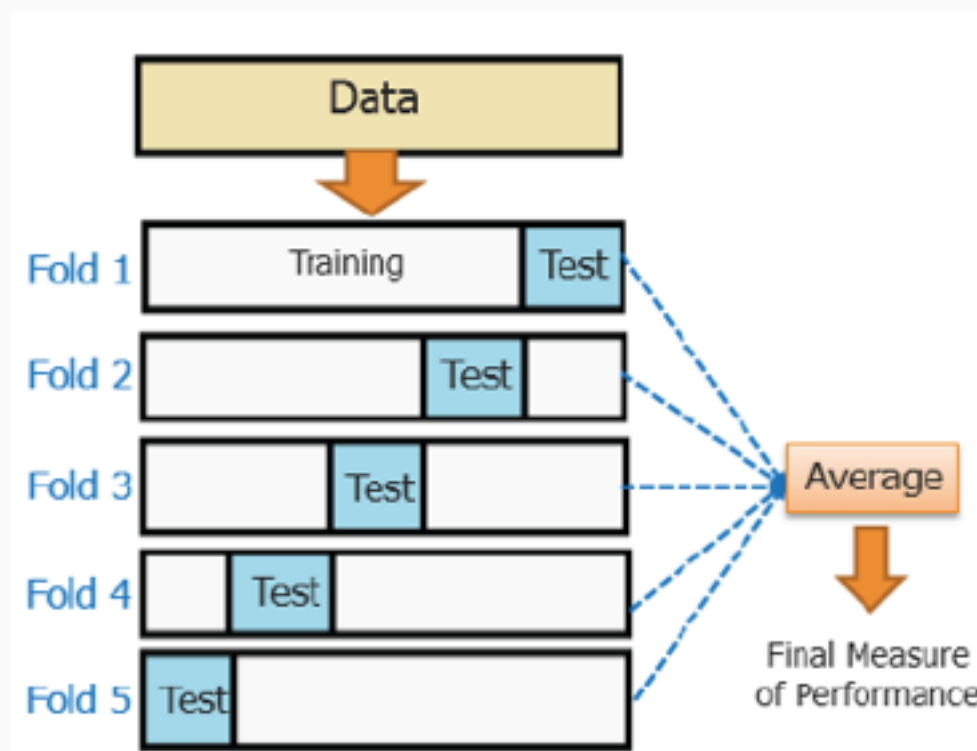 Data
Fold 1 Training Test
Fold 2 Test
Fold 3 Test
Average
Fold 4 Test
Fold 5 Test
Final Measure
of Performance